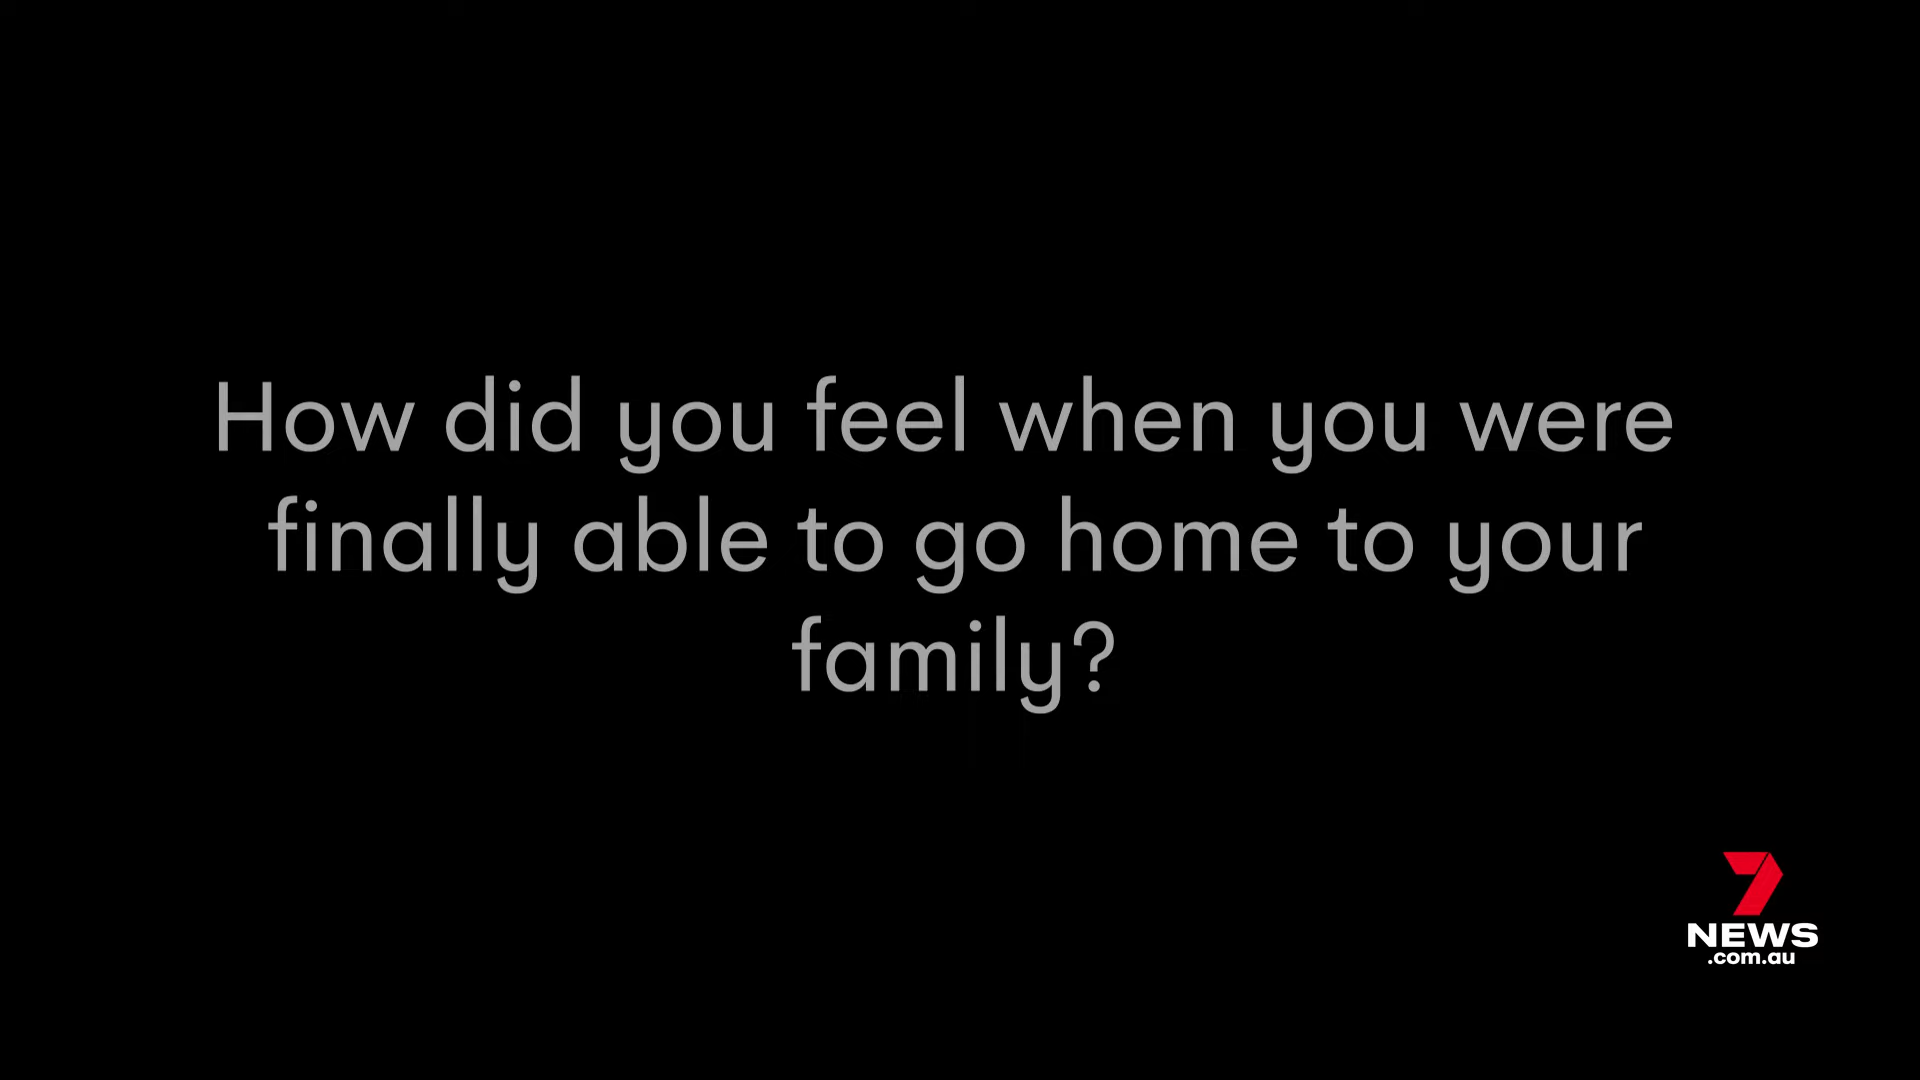 How did you feel when you were
finally able to go home to your
family?
7
NEWS
.com.au